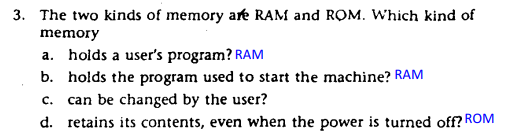 3. The two kinds of memory are RAM and ROM. Which kind of
memory
a. holds a user's program? RAM
b. holds the program used to start the machine? RAM
c. can be changed by the user?
d. retains its contents, even when the power is turned off? ROM